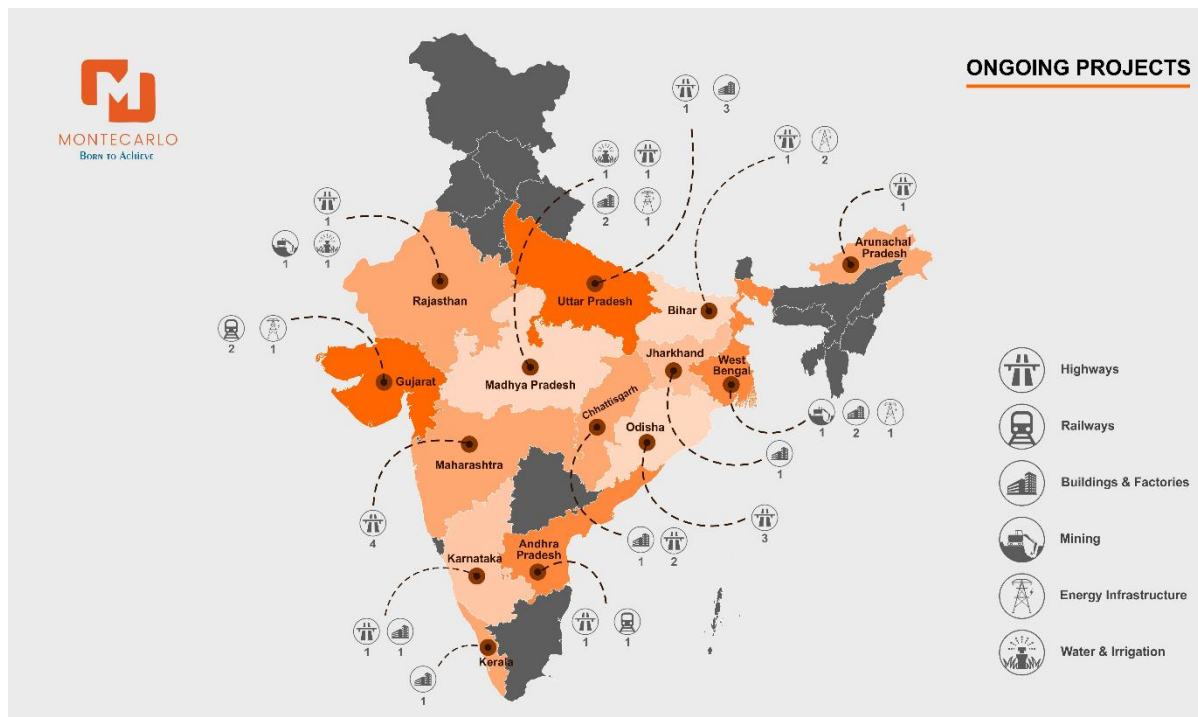 ONGOING PROJECTS
MONTECARLO
BORN TO ACHIEVE
1 3
1 2
1 1
2 1
1
1
1 1
Arunachal
Pradesh
Rajasthan
Uttar Pradesh
Bihar
2 1
Jharkhand
West
Bengal
Gujarat
Madhya Pradesh
Highways
Chhattisgarh
1 2 1
Odisha
Railways
Maharashtra
1
Buildings & Factories
4
3
1 2
Mining
Andhra
Pradesh
Karnataka
Energy Infrastructure
1 1
1 1
Water & Irrigation
Kerala
1